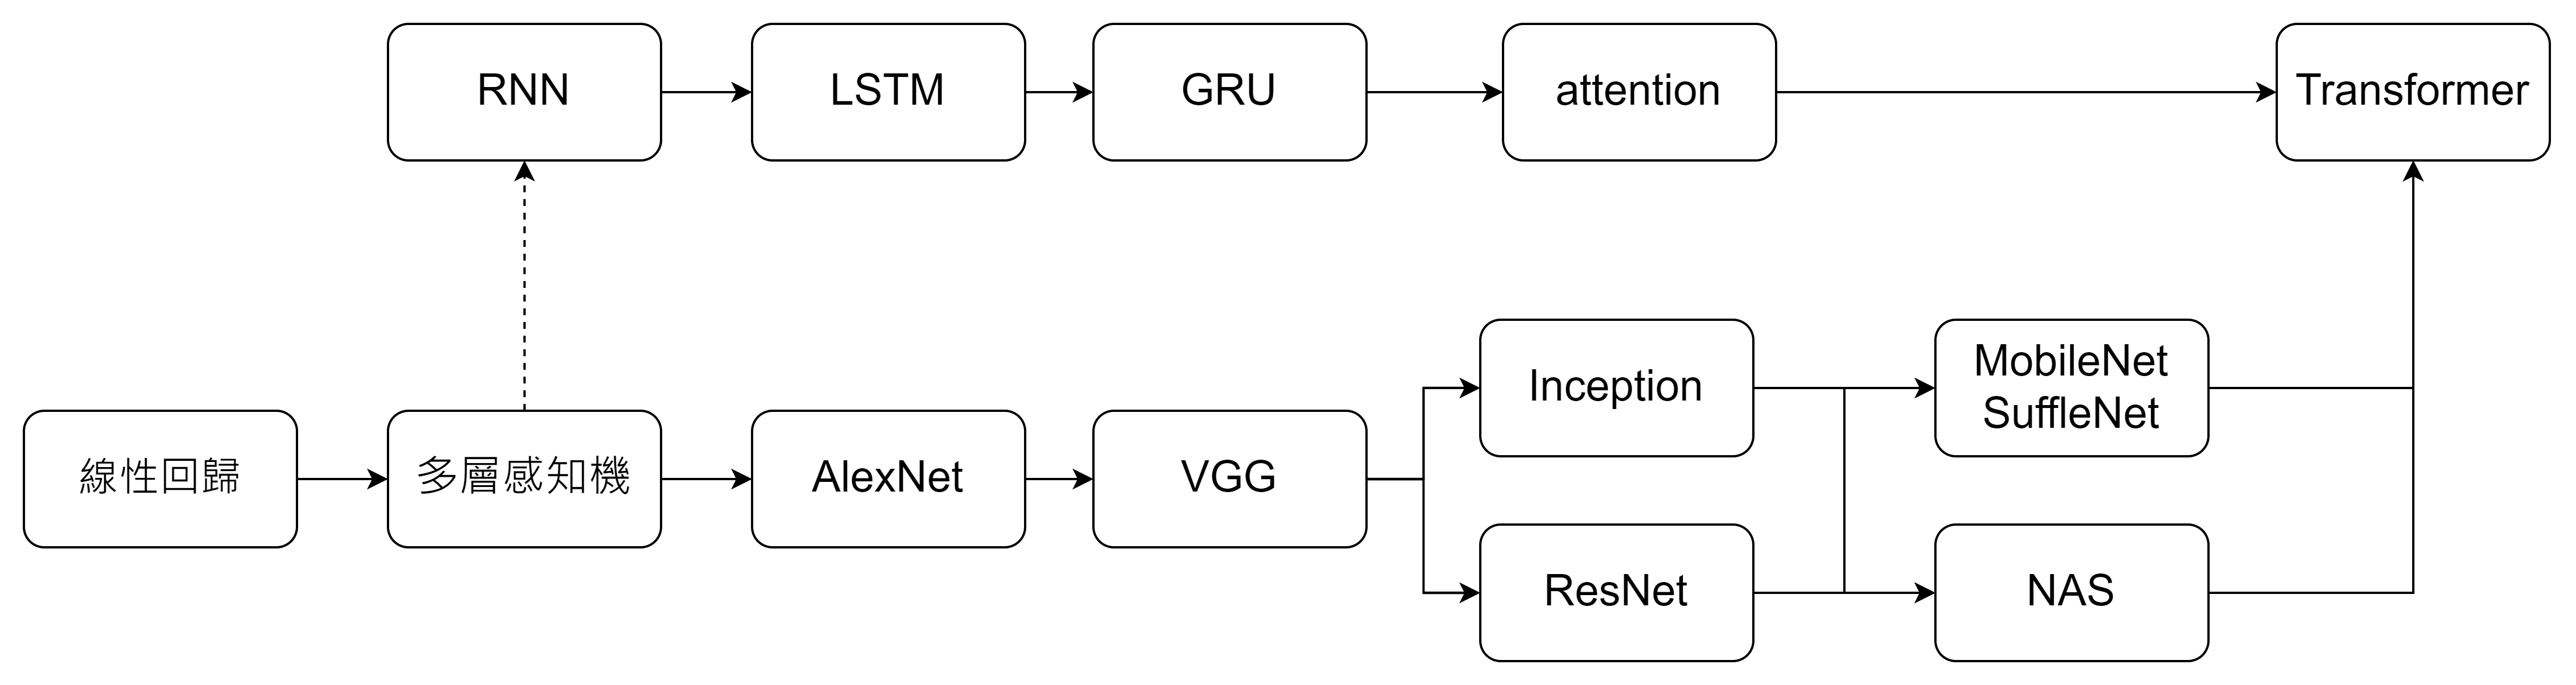 RNN
LSTM
GRU
attention
Transformer
線性回歸
多層感知機
AlexNet
VGG
Inception
ResNet
MobileNet
SuffleNet
NAS